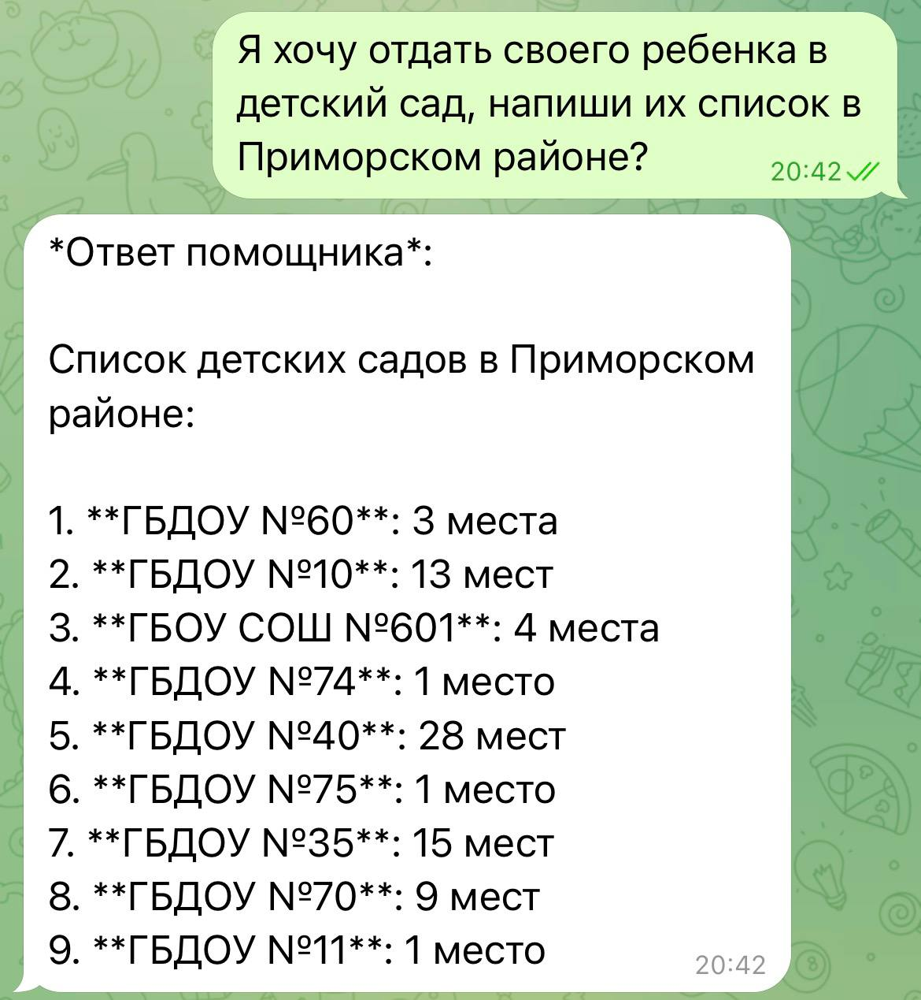 Я хочу отдать своего ребенка в
детский сад, напиши их список в
Приморском районе?
20:42
*Ответ помощника*:
Список детских садов в Приморском
районе:
1. **ГБДОУ №60**: 3 места
2. **ГБДОУ №10**: 13 мест
3. **ГБОУ СОШ №601**: 4 места
4. **ГБДОУ №74**: 1 место
5. **ГБДОУ №40**: 28 мест
6. **ГБДОУ №75**: 1 место
7. **ГБДОУ №35**: 15 мест
8. **ГБДОУ №70**: 9 мест
9. **ГБДОУ №11**: 1 место
20:42